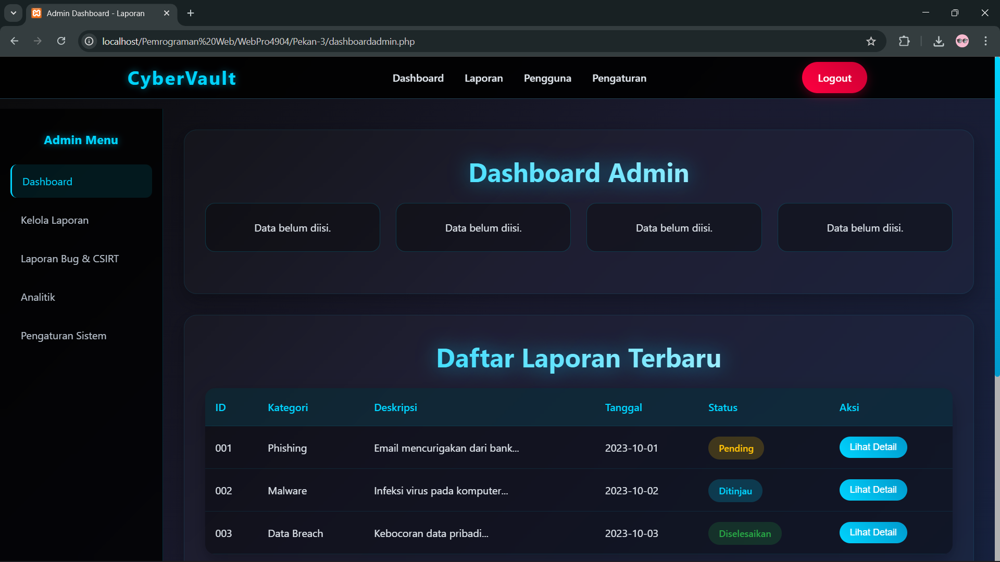 Admin Dashboard - Laporan
localhost/Pemrograman%20Web/WebPro4904/Pekan-3/dashboardadmin.php
CyberVault
Dashboard Laporan Pengguna Pengaturan
Logout
Admin Menu
Dashboard
Kelola Laporan
Laporan Bug & CSIRT
Analitik
Pengaturan Sistem
Dashboard Admin
Data belum diisi. Data belum diisi. Data belum diisi. Data belum diisi.
Daftar Laporan Terbaru
ID Kategori Deskripsi Tanggal Status Aksi
001 Phishing Email mencurigakan dari bank... 2023-10-01 Pending Lihat Detail
002 Malware Infeksi virus pada komputer... 2023-10-02 Ditinjau Lihat Detail
003 Data Breach Kebocoran data pribadi... 2023-10-03 Diselesaikan Lihat Detail